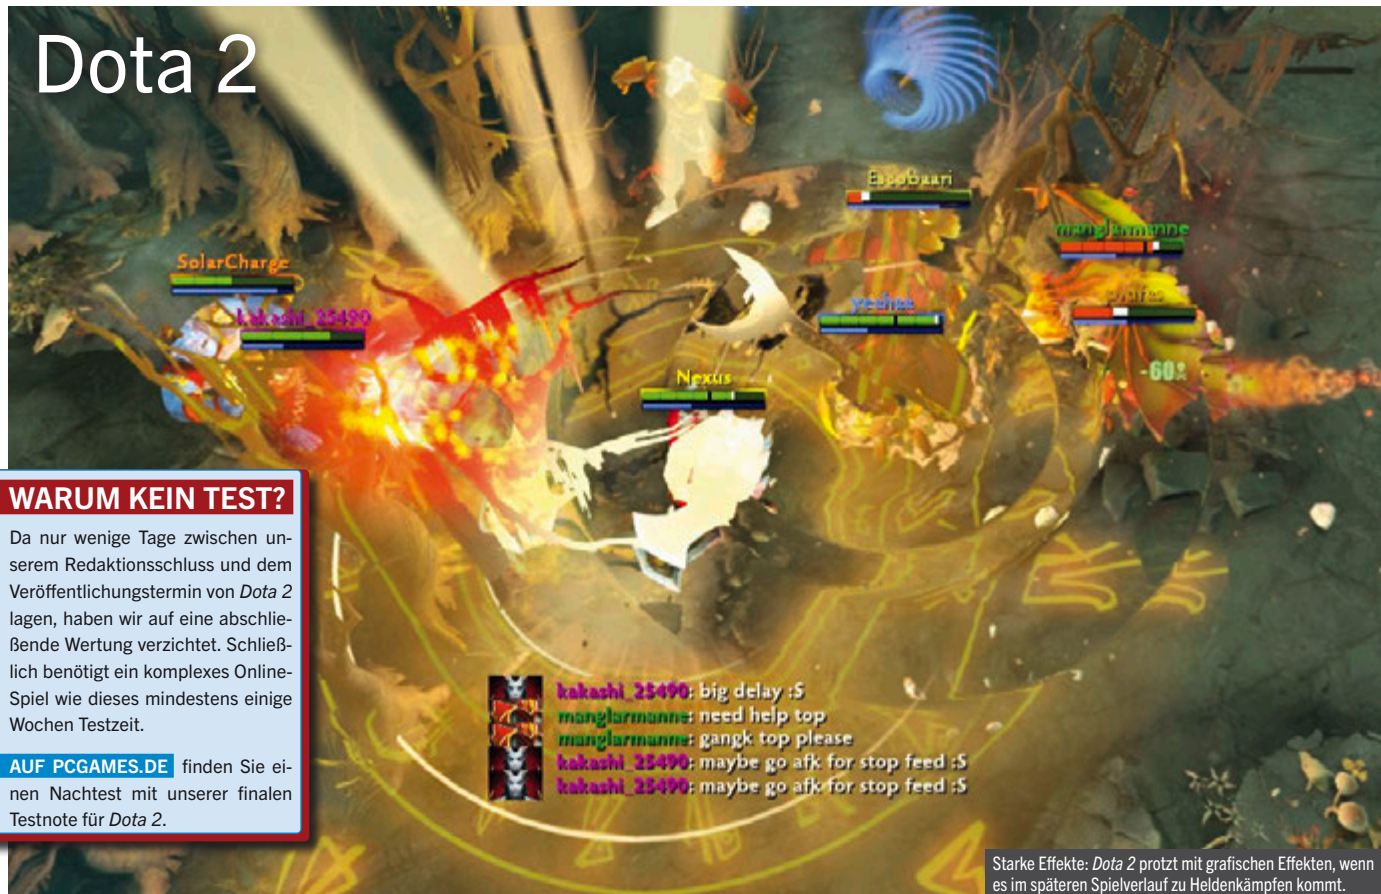 Dota 2
Escobaari
manglarmanne
SolarCharge
kakashi_25490
yeehaa
-60
Nexus
WARUM KEIN TEST?
Da nur wenige Tage zwischen un-
serem Redaktionsschluss und dem
Veröffentlichungstermin von Dota 2
lagen, haben wir auf eine abschlie-
ßende Wertung verzichtet. Schließ-
lich benötigt ein komplexes Online-
Spiel wie dieses mindestens einige
Wochen Testzeit.
AUF PCGAMES.DE finden Sie ei-
nen Nachtest mit unserer finalen
Testnote für Dota 2.
kakashi_25490: big delay :S
manglarmanne: need help top
manglarmanne: gangk top please
kakashi_25490: maybe go afk for stop feed :S
kakashi_25490: maybe go afk for stop feed :S
Starke Effekte: Dota 2 protzt mit grafischen Effekten, wenn
es im späteren Spielverlauf zu Heldenkämpfen kommt.